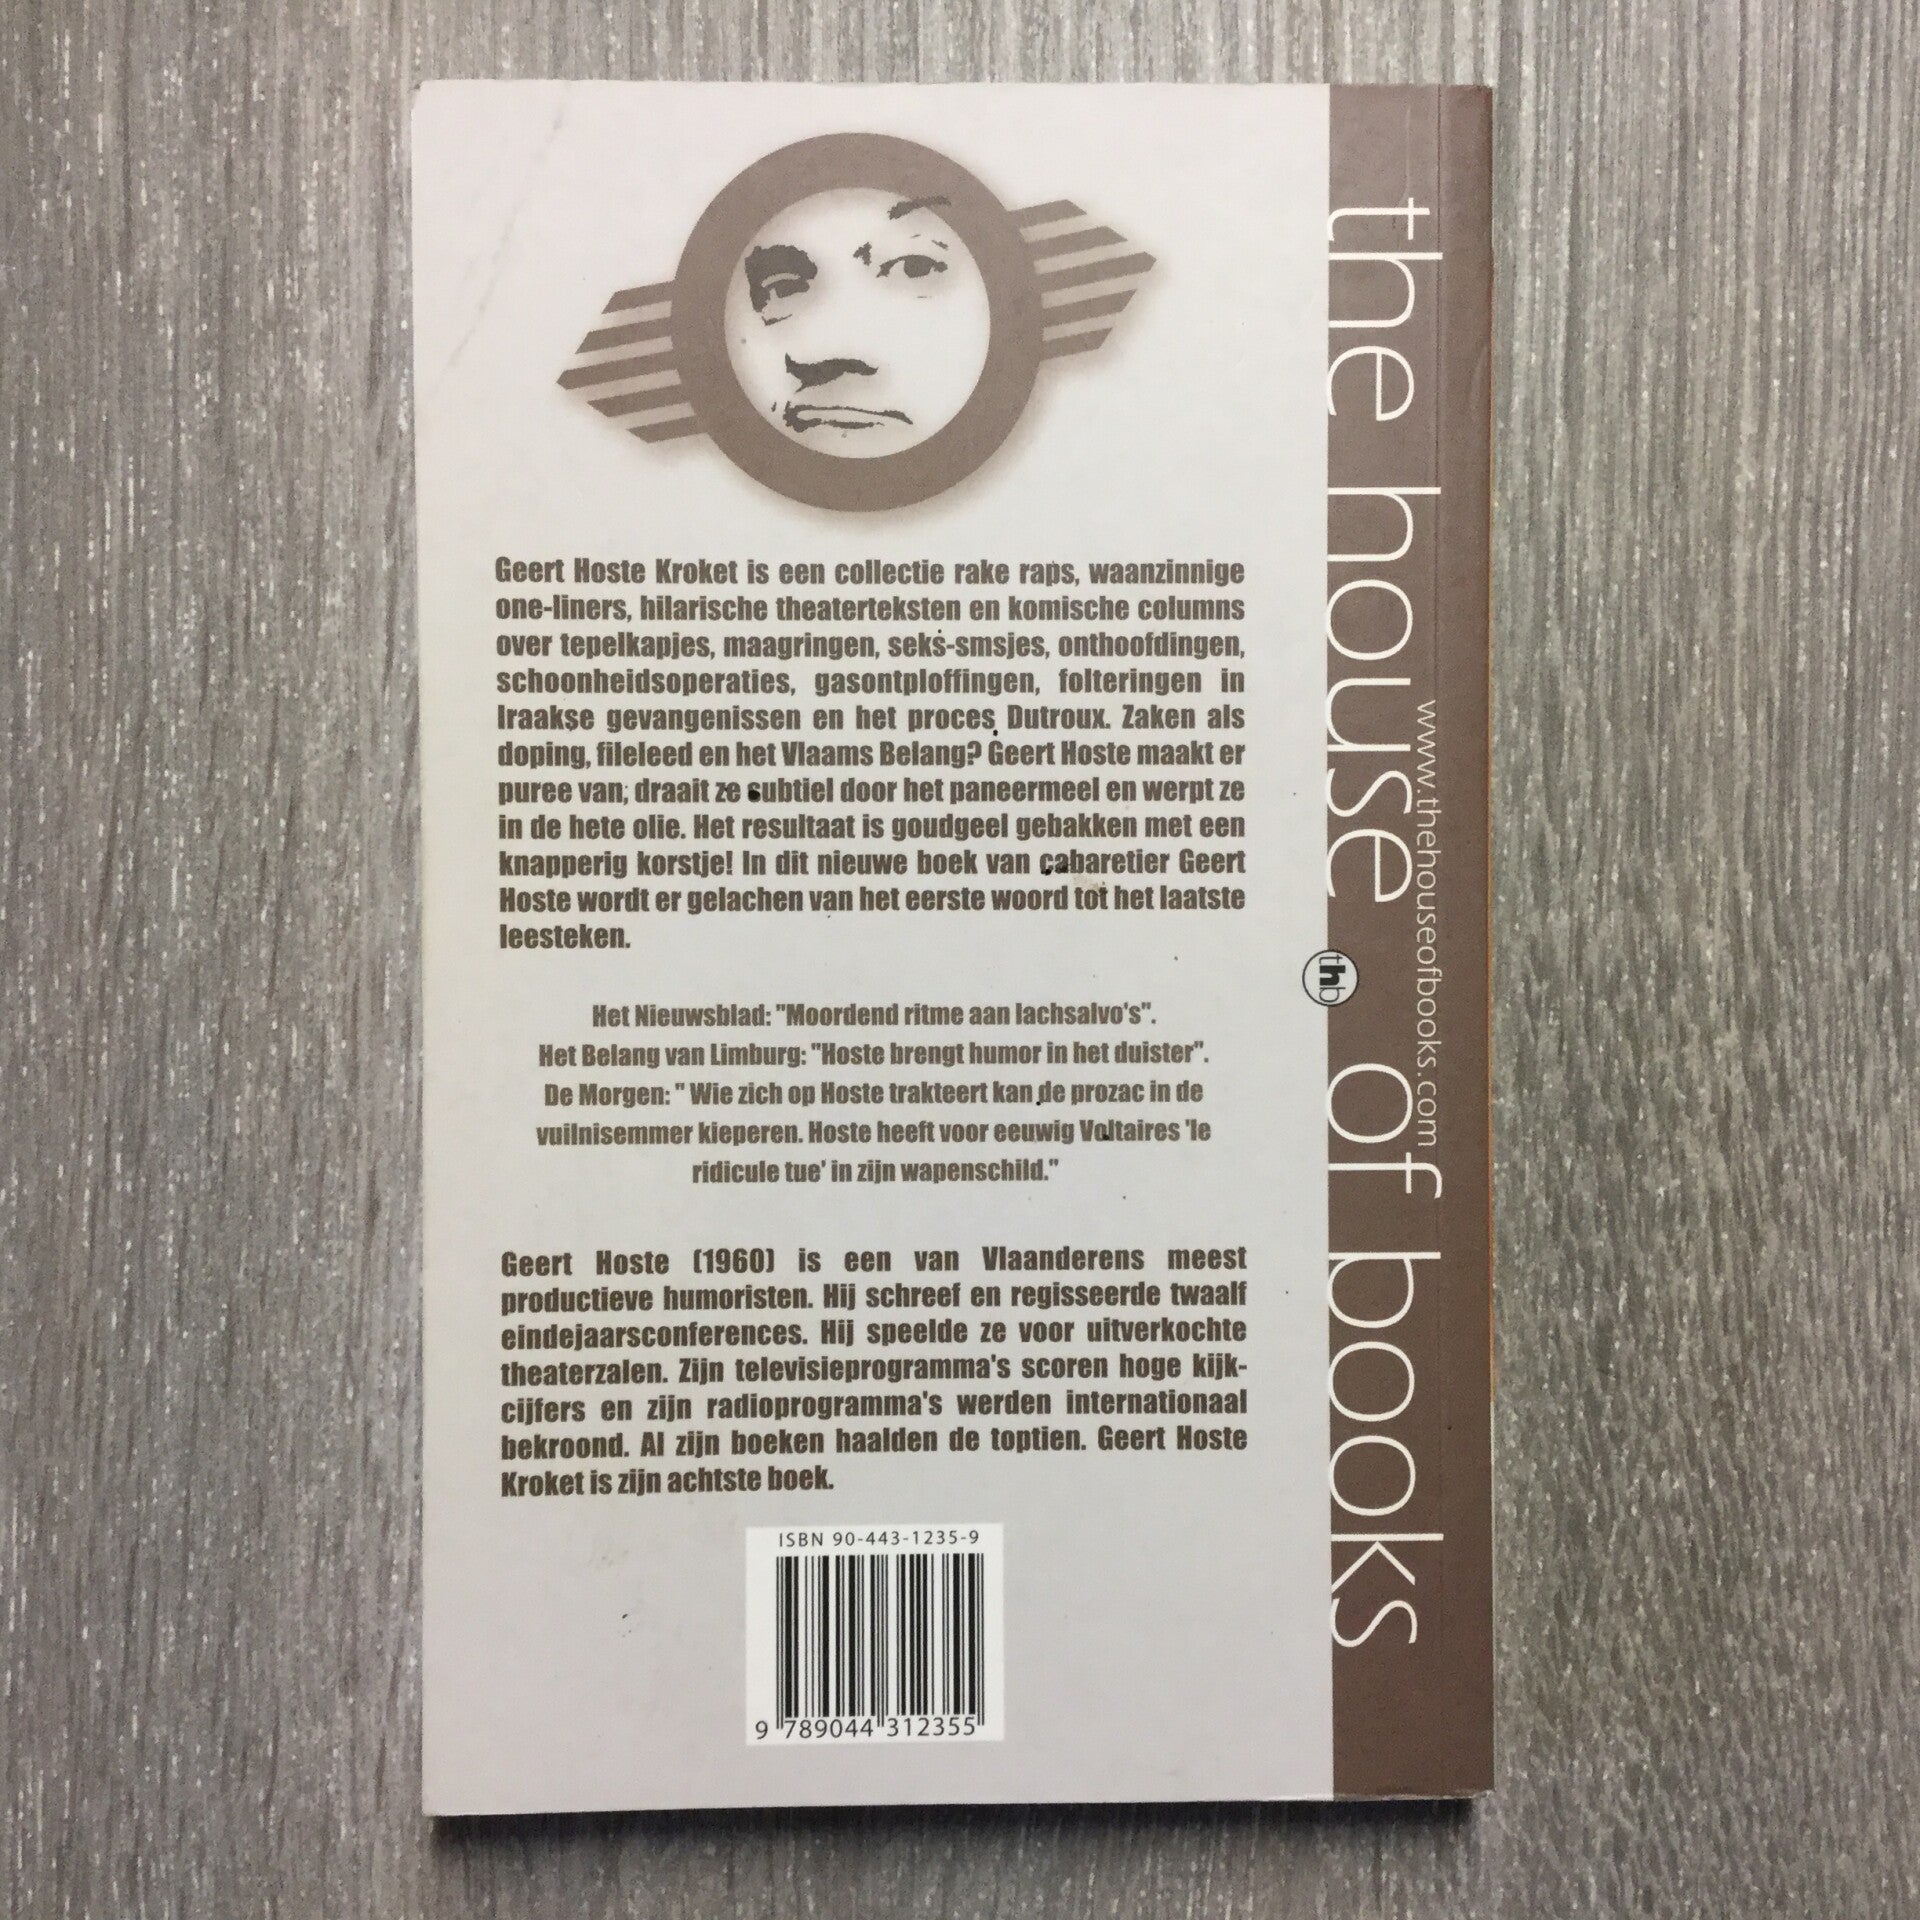 Geert Hoste Kroket is een collectie rake raps, waanzinnige
one-liners, hilarische theaterteksten en komische columns
over tepelkapjes, maagringen, seks-smsjes, onthoofdingen,
schoonheidsoperaties, gasontploffingen, folteringen in
Iraakse gevangenissen en het proces Dutroux. Zaken als
doping, fileleed en het Vlaams Belang? Geert Hoste maakt er
puree van, draait ze subtiel door het paneermeel en werpt ze
in de hete olie. Het resultaat is goudgeel gebakken met een
knapperig korstje! In dit nieuwe boek van cabaretier Geert
Hoste wordt er gelachen van het eerste woord tot het laatste
leesteken.
Het Nieuwsblad: "Moordend ritme aan lachsalvo's".
Het Belang van Limburg: "Hoste brengt humor in het duister".
De Morgen: " Wie zich op Hoste trakteert kan de prozac in de
vuilnisemmer kieperen. Hoste heeft voor eeuwig Voltaires 'le
ridicule tue' in zijn wapenschild."
Geert Hoste (1960) is een van Vlaanderens meest
productieve humoristen. Hij schreef en regisseerde twaalf
eindejaarsconferences. Hij speelde ze voor uitverkochte
theaterzalen. Zijn televisieprogramma's scoren hoge kijk-
cijfers en zijn radioprogramma's werden internationaal
bekroond. Al zijn boeken haalden de toptien. Geert Hoste
Kroket is zijn achtste boek.
ISBN 90-443-1235-9
9 789044 312355
the house of books
www.thehouseofbooks.com
thb